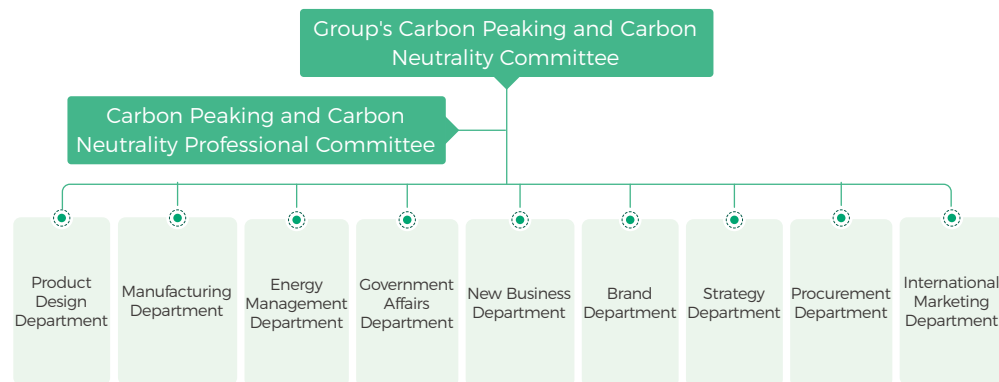 Group's Carbon Peaking and Carbon
Neutrality Committee
Carbon Peaking and Carbon
Neutrality Professional Committee
Product
Design
Department
Manufacturing
Department
Energy
Management
Department
Government
Affairs
Department
New Business
Department
Brand
Department
Strategy
Department
Procurement
Department
International
Marketing
Department